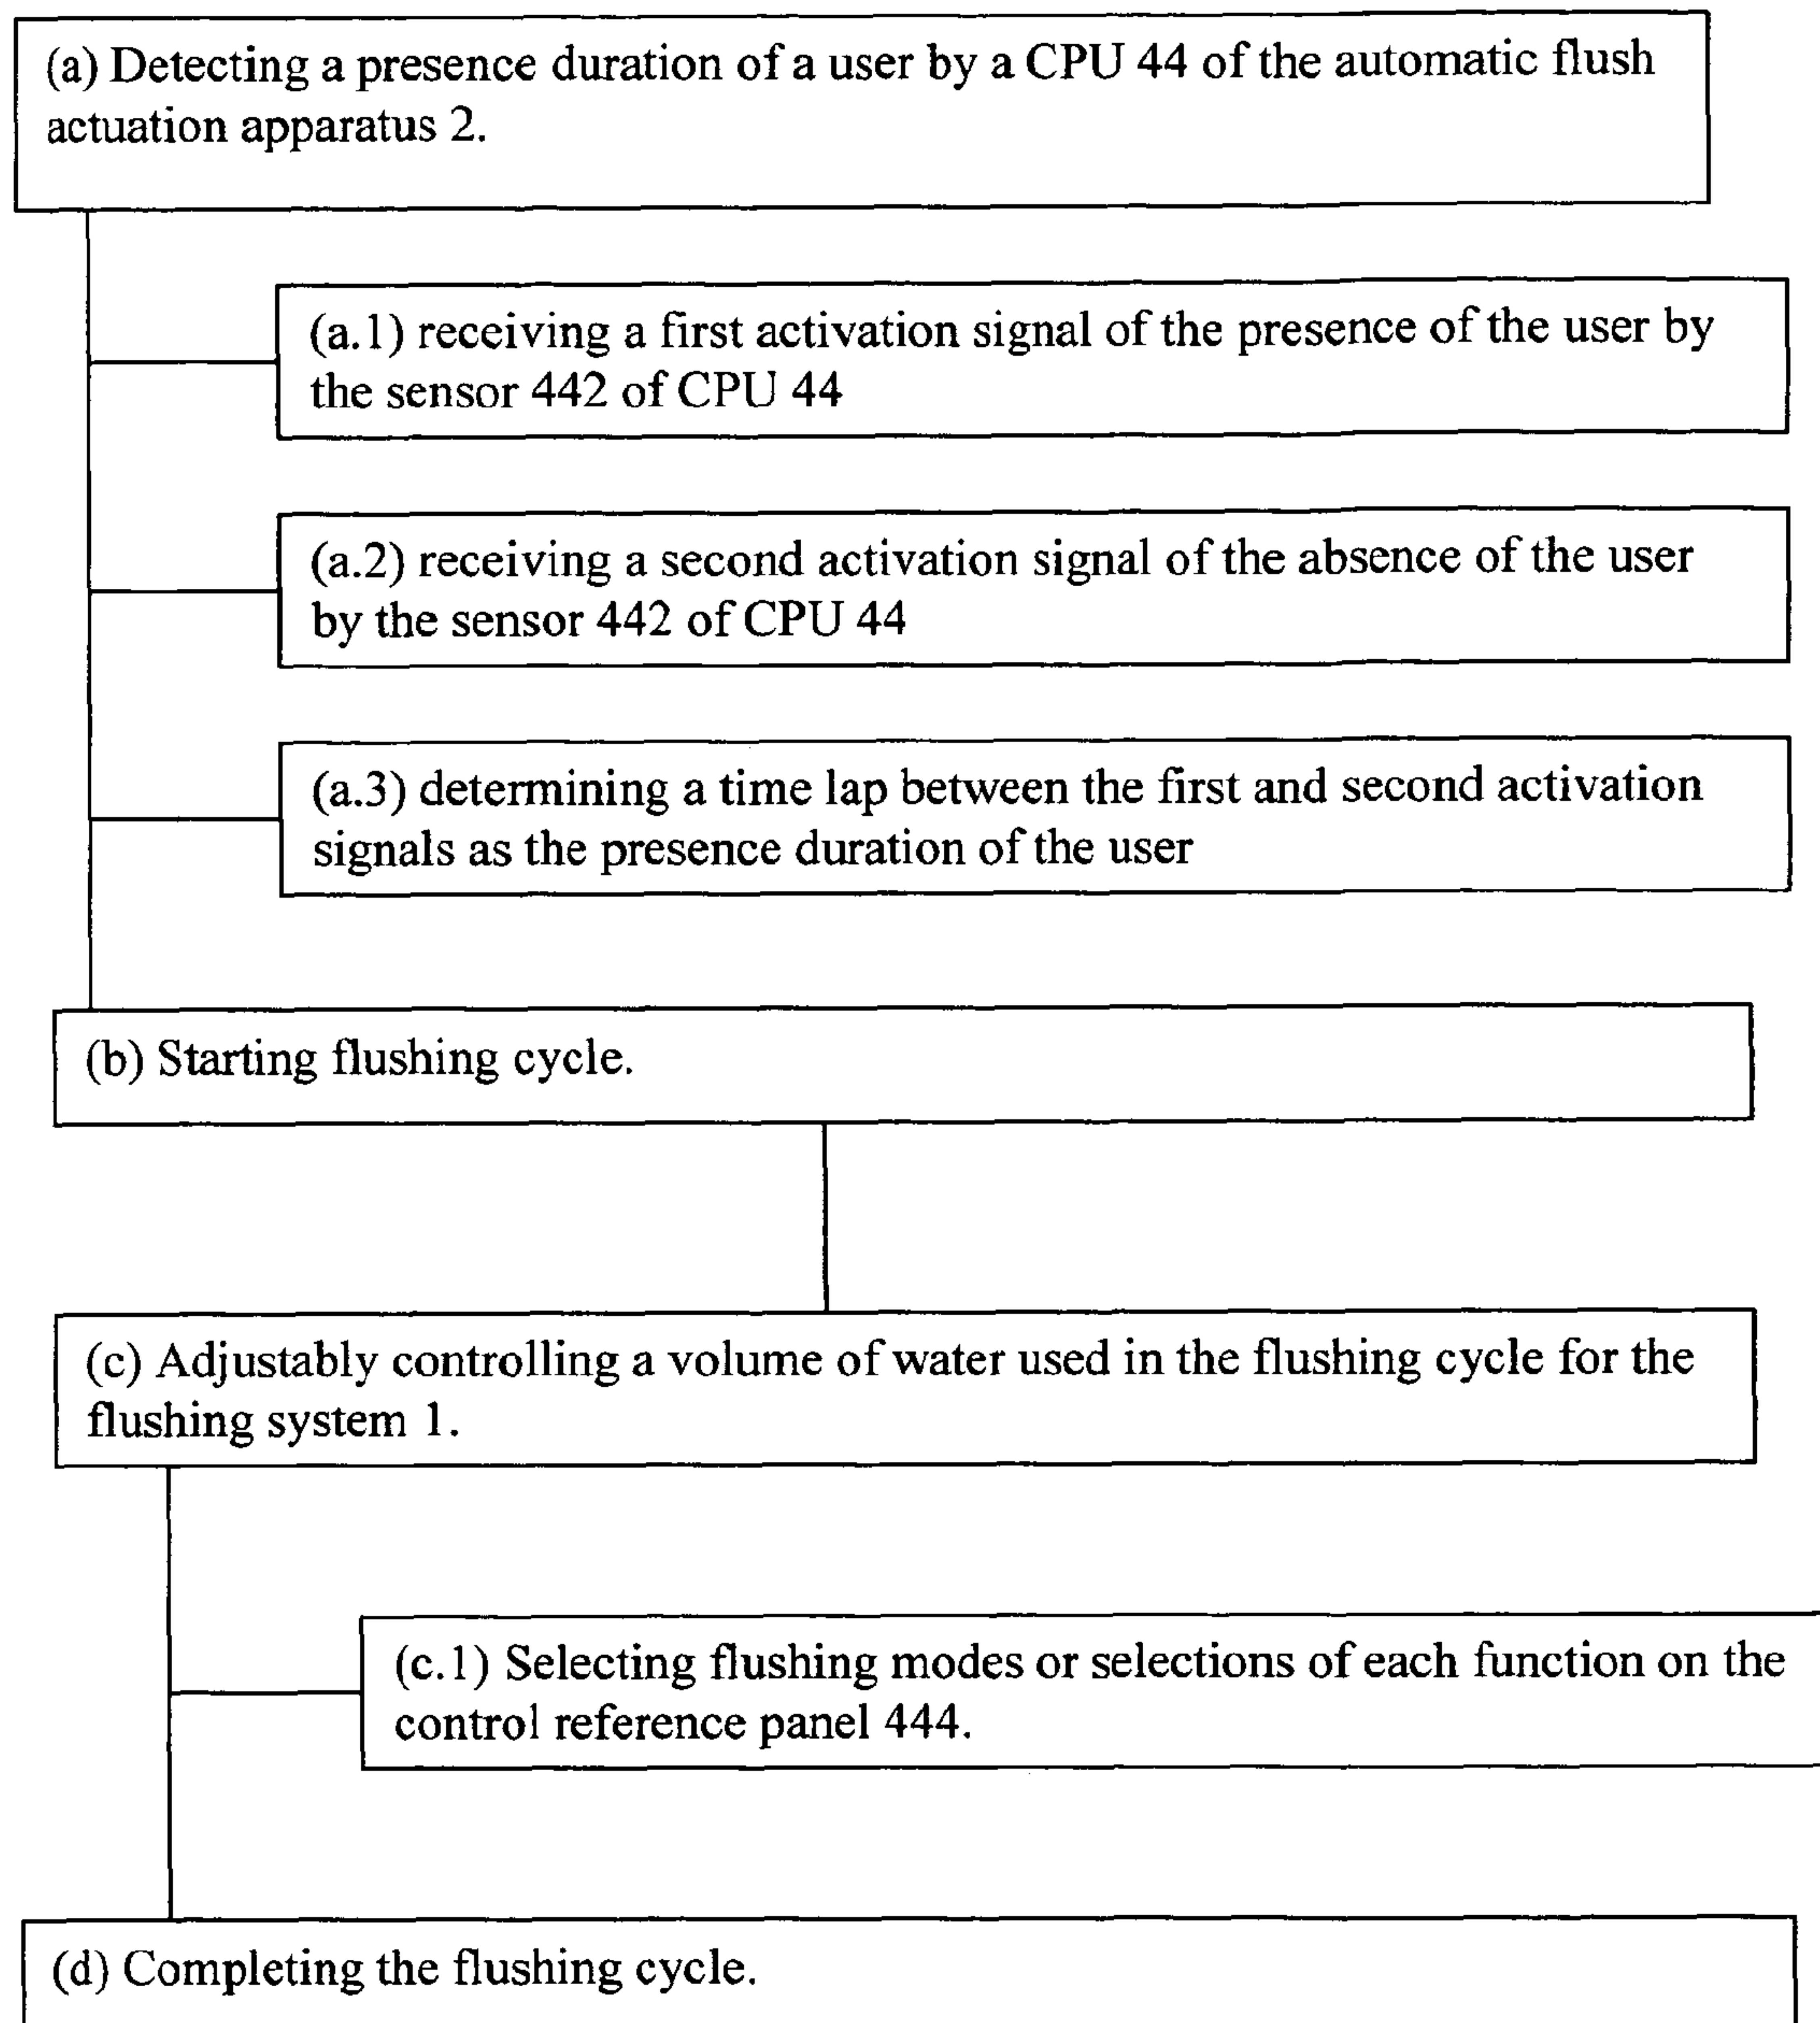 (a) Detecting a presence duration of a user by a CPU 44 of the automatic flush
actuation apparatus 2.
(a.1) receiving a first activation signal of the presence of the user by
the sensor 442 of CPU 44
(a.2) receiving a second activation signal of the absence of the user
by the sensor 442 of CPU 44
(a.3) determining a time lap between the first and second activation
signals as the presence duration of the user
(b) Starting flushing cycle.
(c) Adjustably controlling a volume of water used in the flushing cycle for the
flushing system 1.
(c.1) Selecting flushing modes or selections of each function on the
control reference panel 444.
(d) Completing the flushing cycle.